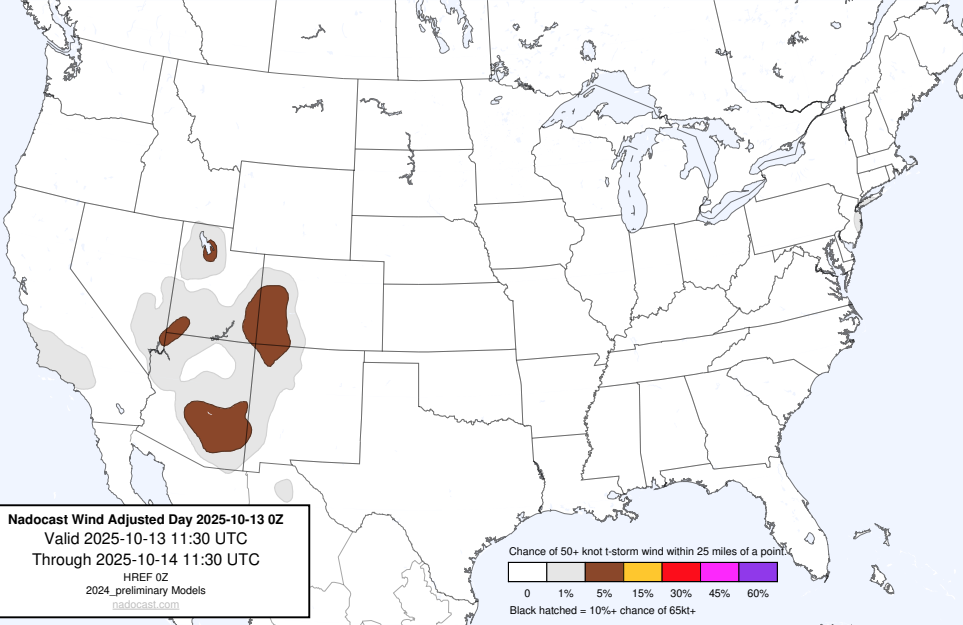 Nadocast Wind Adjusted Day 2025-10-13 0Z
Valid 2025-10-13 11:30 UTC
Through 2025-10-14 11:30 UTC
HREF 0Z
2024_preliminary Models
nadocast.com
Chance of 50+ knot t-storm wind within 25 miles of a point.
0 1% 5% 15% 30% 45% 60%
Black hatched = 10%+ chance of 65kt+